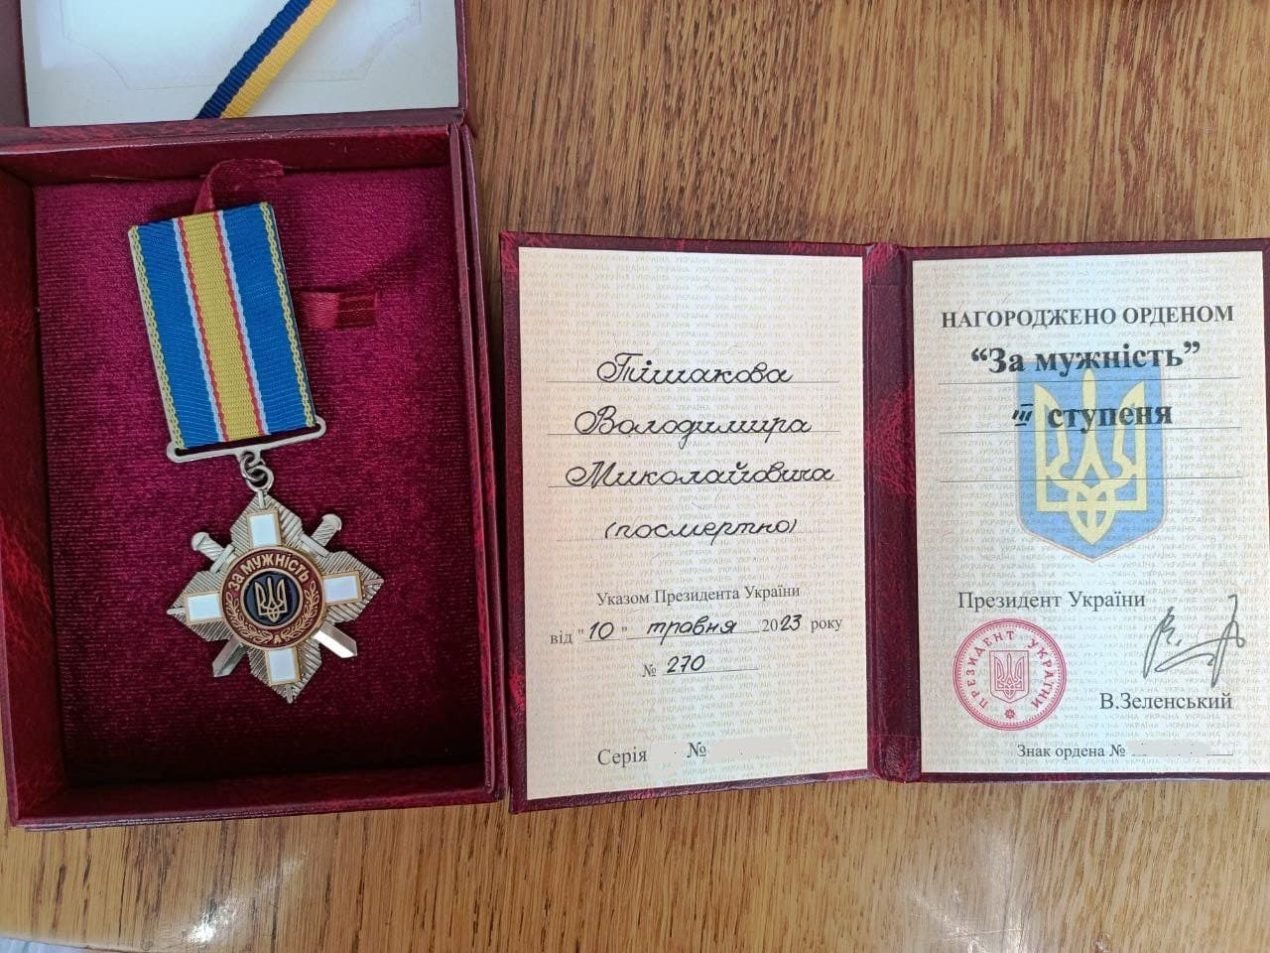 ЗА МУЖНІСТЬ
Тішакова
Володимира
Миколайовича
(посмертно)
Указом Президента України
від "10" травня 2023 року
№ 270
Серія №
НАГОРОДЖЕНО ОРДЕНОМ
“За мужність”
III ступеня
Президент України
ПРЕЗИДЕНТ УКРАЇНИ
В.Зеленський
Знак ордена №